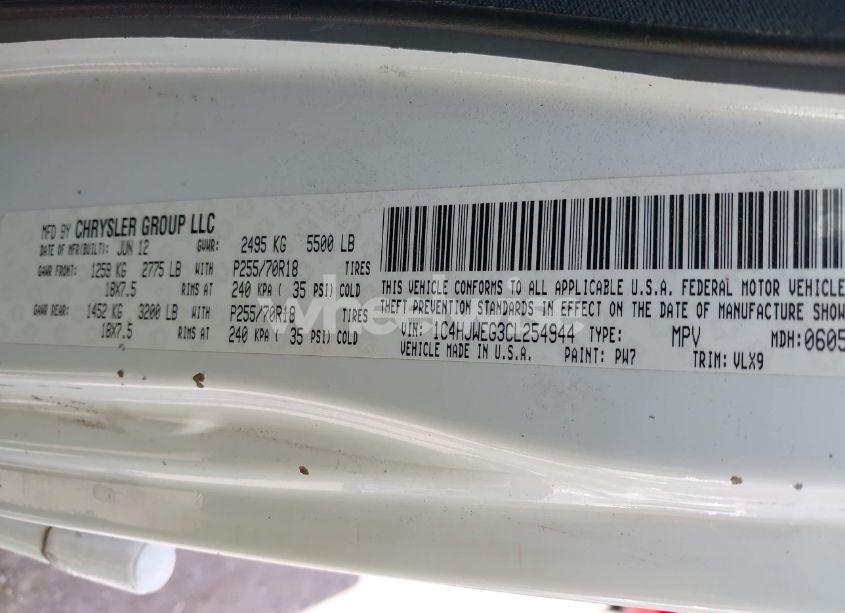 MFD BY CHRYSLER GROUP LLC
DATE OF MFR(BUILT): JUN 12 GVWR: 2495 KG 5500 LB
GAWR FRONT: 1259 KG 2775 LB WITH P255/70R18 TIRES
18X7.5 RIMS AT 240 KPA ( 35 PSI) COLD
GAWR REAR: 1452 KG 3200 LB WITH P255/70R18 TIRES
18X7.5 RIMS AT 240 KPA ( 35 PSI) COLD
THIS VEHICLE CONFORMS TO ALL APPLICABLE U.S.A. FEDERAL MOTOR VEHICLE
THEFT PREVENTION STANDARDS IN EFFECT ON THE DATE OF MANUFACTURE SHOW
VIN: 1C4HJWEG3CL254944 TYPE: MPV MDH:0605
VEHICLE MADE IN U.S.A. PAINT: PW7 TRIM: VLX9